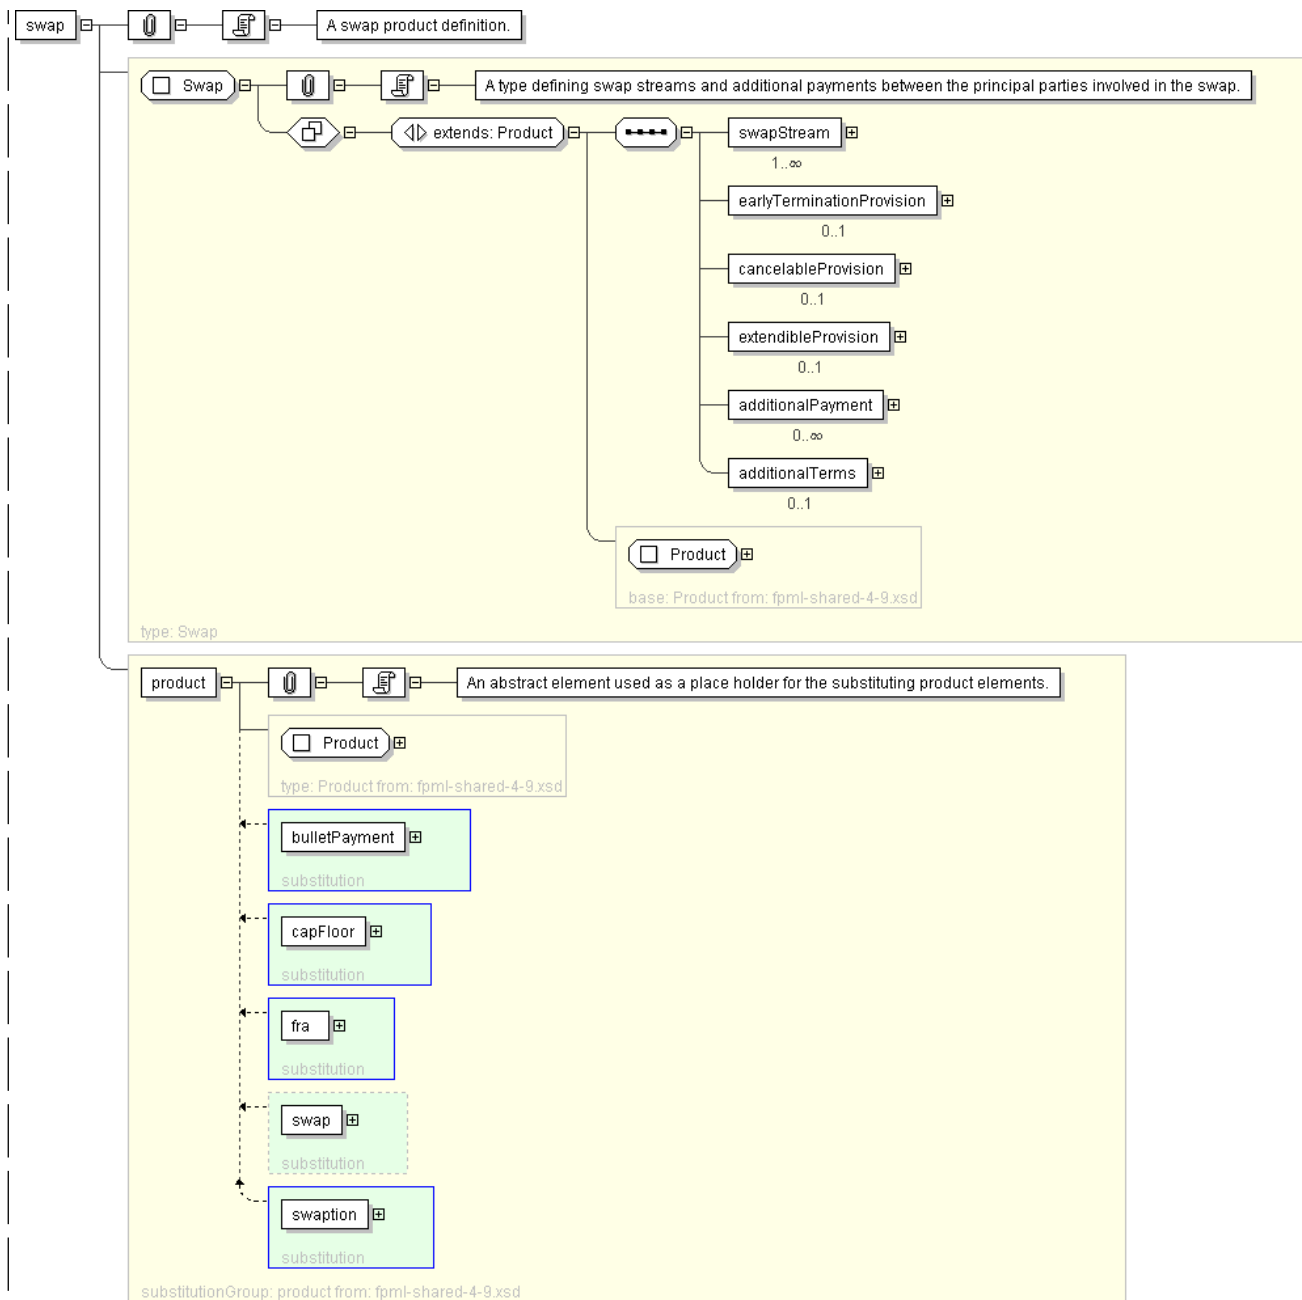 swap A swap product definition.
Swap A type defining swap streams and additional payments between the principal parties involved in the swap.
extends: Product swapStream
1..∞
earlyTerminationProvision
0..1
cancelableProvision
0..1
extendibleProvision
0..1
additionalPayment
0..∞
additionalTerms
0..1
Product
base: Product from: fpml-shared-4-9.xsd
type: Swap
product An abstract element used as a place holder for the substituting product elements.
Product
type: Product from: fpml-shared-4-9.xsd
bulletPayment
substitution
capFloor
substitution
fra
substitution
swap
substitution
swaption
substitution
substitutionGroup: product from: fpml-shared-4-9.xsd